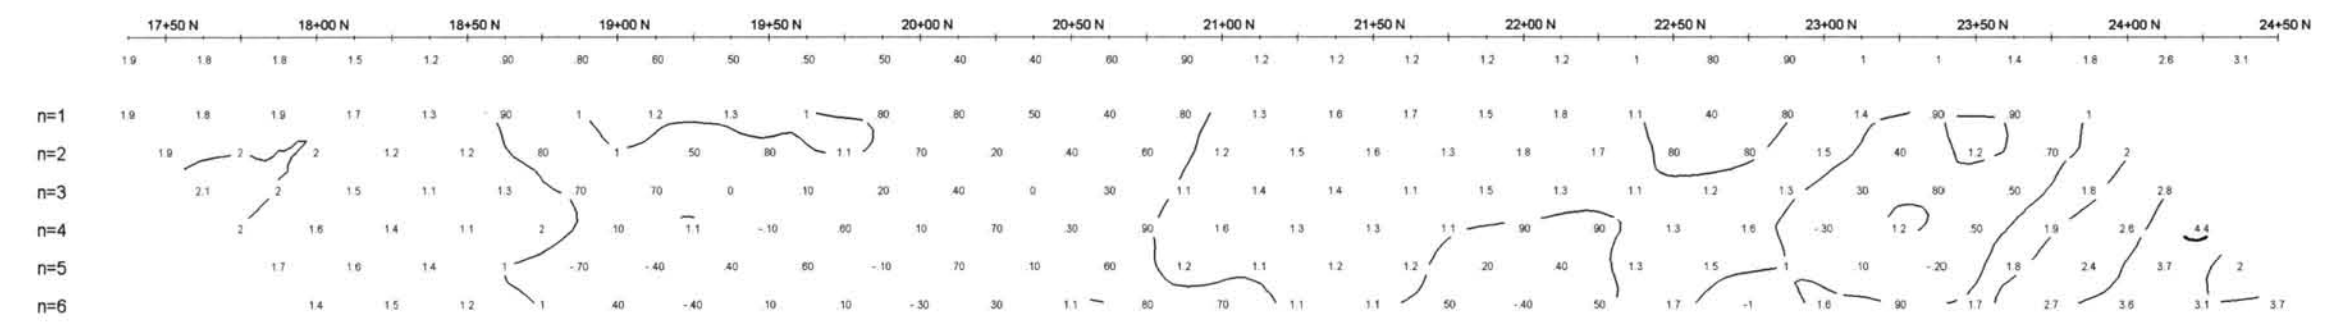 17+50 N 18+00 N 18+50 N 19+00 N 19+50 N 20+00 N 20+50 N 21+00 N 21+50 N 22+00 N 22+50 N 23+00 N 23+50 N 24+00 N 24+50 N
1.9 1.8 1.8 1.5 1.2 .90 .80 60 50 .50 50 40 40 60 90 1.2 1.2 1.2 1.2 1.2 1 80 .90 1 1 1.4 1.8 2.6 3.1
n=1 1.9 1.8 1.9 1.7 1.3 90 1 1.2 1.3 1 80 80 50 40 80 1.3 1.6 1.7 1.5 1.8 1.1 40 80 1.4 90 90 1
n=2 1.9 2 2 1.2 1.2 80 1 50 80 1.1 70 20 40 60 1.2 1.5 1.6 1.3 1.8 1.7 80 80 1.5 40 1.2 70 2
n=3 2.1 2 1.5 1.1 1.3 .70 70 0 10 20 40 0 30 1.1 1.4 1.4 1.1 1.5 1.3 1.1 1.2 1.3 30 80 50 1.8 2.8
n=4 2 1.6 1.4 1.1 2 10 1.1 -.10 .60 10 70 .30 90 1.6 1.3 1.3 1.1 90 90 1.3 1.6 -.30 1.2 .50 1.9 2.6 4.4
n=5 1.7 1.6 1.4 1 -.70 -.40 .40 60 -.10 70 .10 60 1.2 1.1 1.2 1.2 20 .40 1.3 1.5 1 .10 -.20 1.8 2.4 3.7 2
n=6 1.4 1.5 1.2 1 40 -.40 10 .10 -.30 30 1.1 80 70 1.1 1.1 50 -.40 50 1.7 -1 1.6 90 1.7 2.7 3.6 3.1 3.7